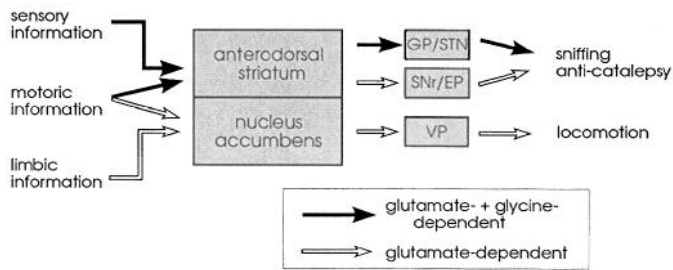 sensory
information
motoric
information
limbic
information
anterodorsal
striatum
nucleus
accumbens
GP/STN
SNr/EP
VP
sniffing
anti-catalepsy
locomotion
glutamate- + glycine-
dependent
glutamate-dependent